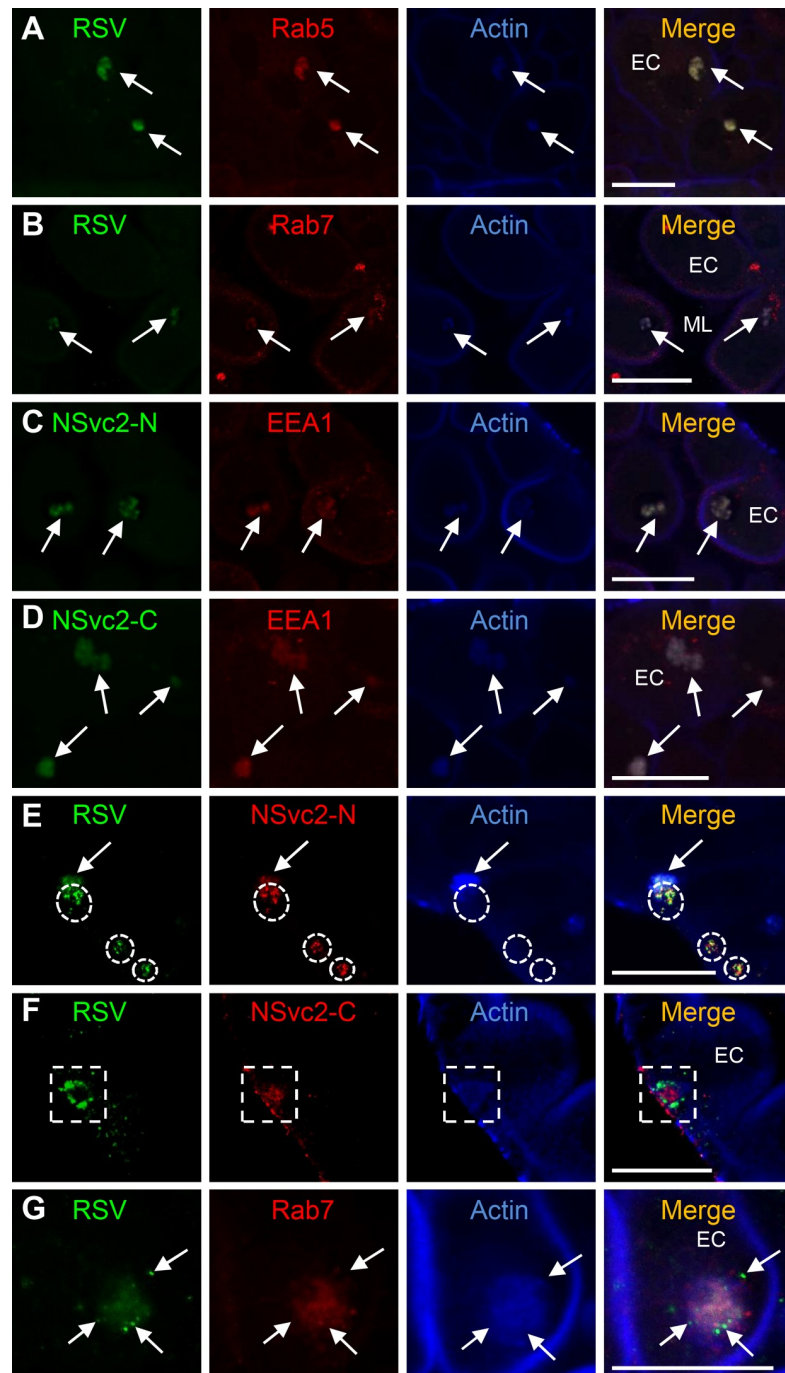 A RSV Rab5 Actin Merge
EC
B RSV Rab7 Actin Merge
EC
ML
C NSvc2-N EEA1 Actin Merge
EC
D NSvc2-C EEA1 Actin Merge
EC
E RSV NSvc2-N Actin Merge
F RSV NSvc2-C Actin Merge
EC
G RSV Rab7 Actin Merge
EC